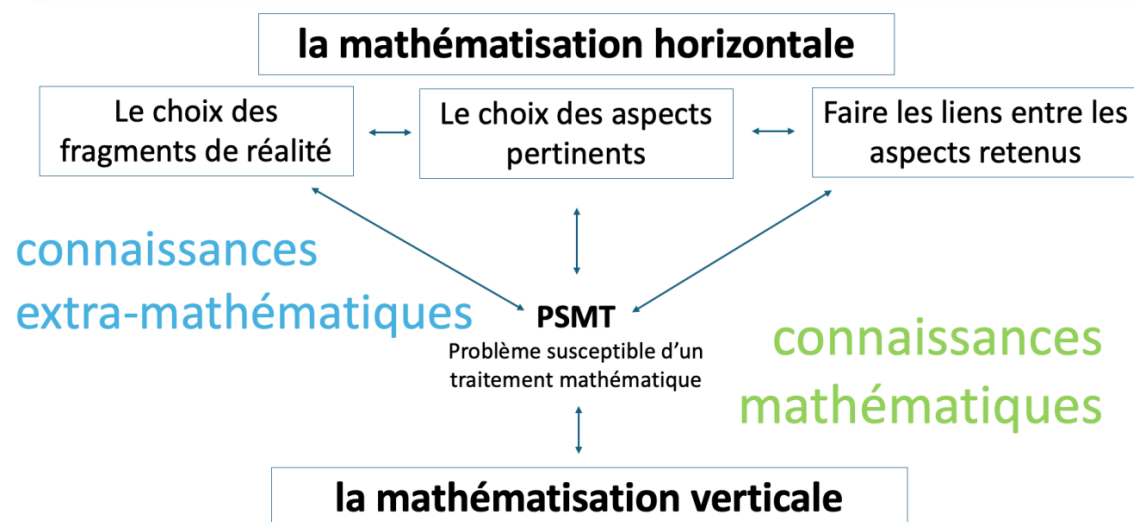 la mathématisation horizontale
Le choix des
fragments de réalité
Le choix des aspects
pertinents
Faire les liens entre les
aspects retenus
connaissances
extra-mathématiques
PSMT
Problème susceptible d'un
traitement mathématique
connaissances
mathématiques
la mathématisation verticale